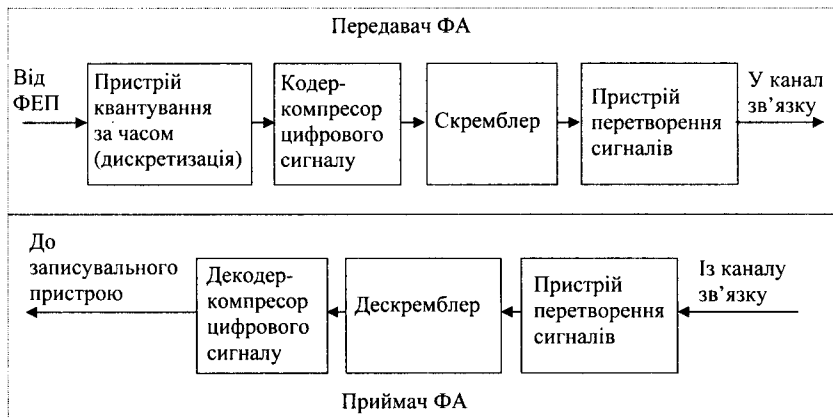 Передавач ФА
Від
ФЕП
Пристрій
квантування
за часом
(дискретизація)
Кодер-
компресор
цифрового
сигналу
Скремблер
Пристрій
перетворення
сигналів
У канал
зв’язку
До
записувального
пристрою
Декодер-
компресор
цифрового
сигналу
Дескремблер
Пристрій
перетворення
сигналів
Із каналу
зв’язку
Приймач ФА